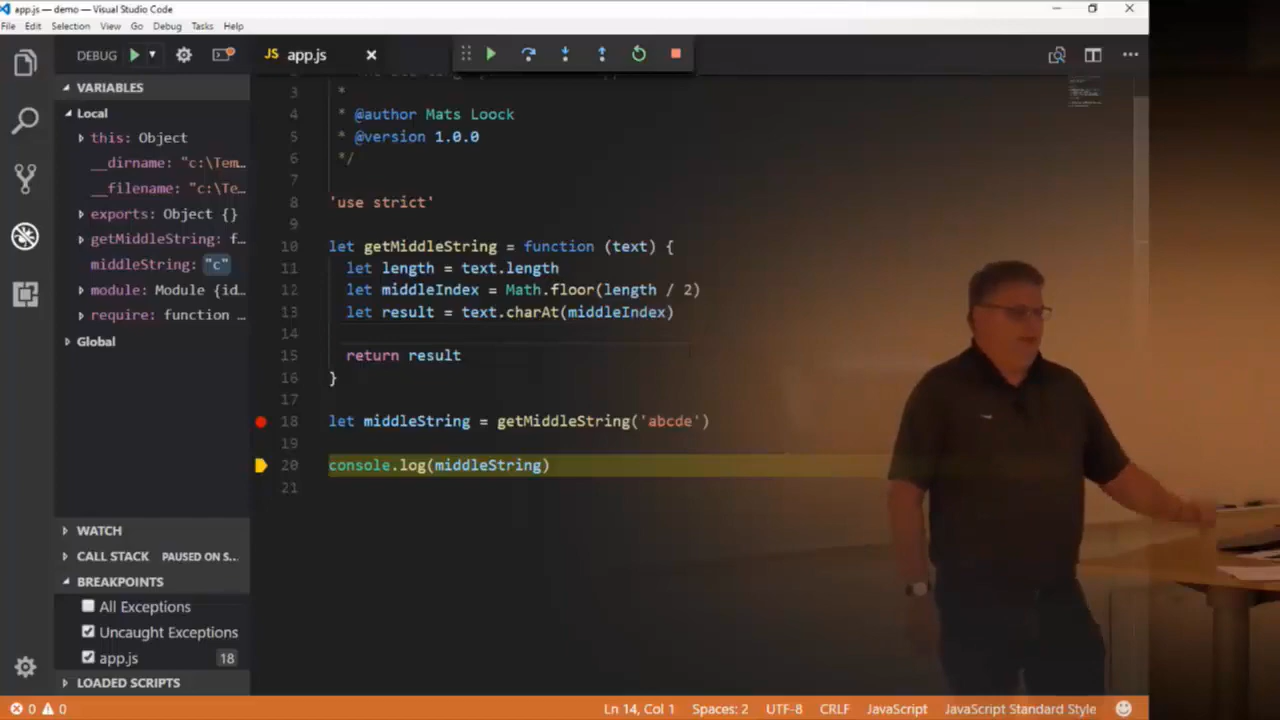 app.js — demo — Visual Studio Code
File Edit Selection View Go Debug Tasks Help
DEBUG
JS app.js
VARIABLES
Local
this: Object
__dirname: "c:\Tem…
__filename: "c:\Te…
exports: Object {}
getMiddleString: f…
middleString: "c"
module: Module {id…
require: function …
Global
WATCH
CALL STACK PAUSED ON S…
BREAKPOINTS
All Exceptions
Uncaught Exceptions
app.js 18
LOADED SCRIPTS
3 *
4 * @author Mats Loock
5 * @version 1.0.0
6 */
7
8 'use strict'
9
10 let getMiddleString = function (text) {
11 let length = text.length
12 let middleIndex = Math.floor(length / 2)
13 let result = text.charAt(middleIndex)
14
15 return result
16 }
17
18 let middleString = getMiddleString('abcde')
19
20 console.log(middleString)
21
0 0 Ln 14, Col 1 Spaces: 2 UTF-8 CRLF JavaScript JavaScript Standard Style